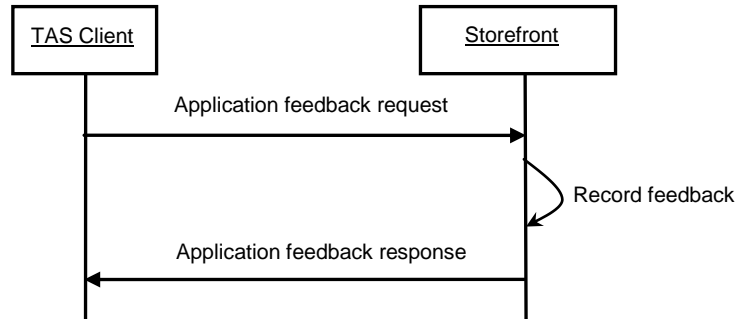 TAS Client
Storefront
Application feedback request
Record feedback
Application feedback response